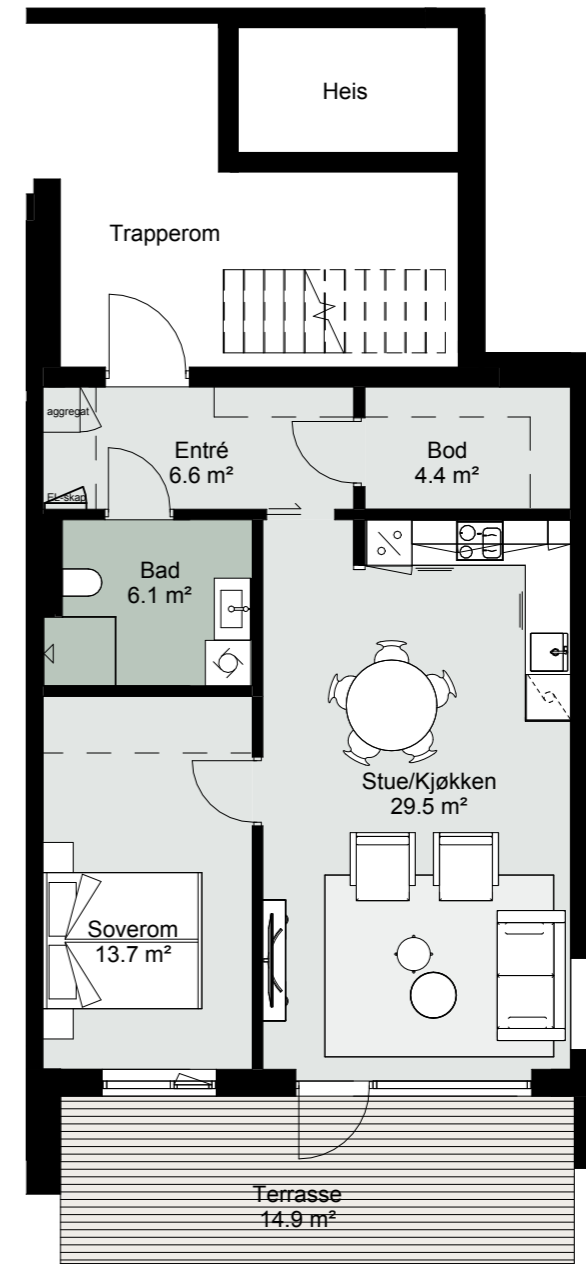 Heis
Trapperom
aggregat
Entré
6.6 m²
Bod
4.4 m²
EL-skap
Bad
6.1 m²
Stue/Kjøkken
29.5 m²
Soverom
13.7 m²
Terrasse
14.9 m²